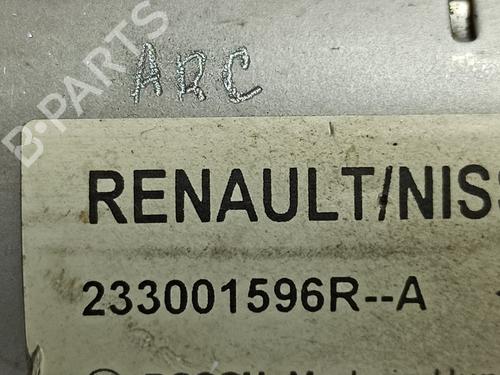 B-PARTS
ARC
RENAULT/NISS
233001596R--A